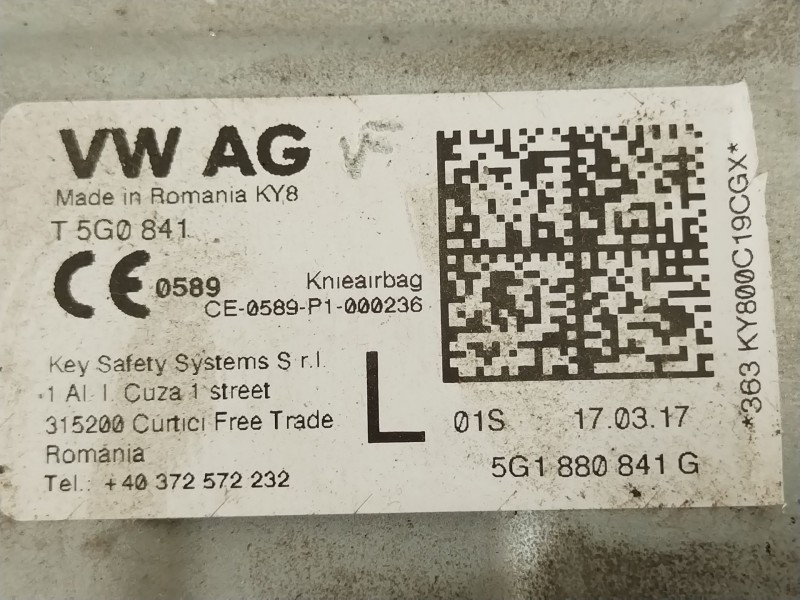 VW AG
VF
Made in Romania KY8
T 5G0 841
CE 0589
Knieairbag
CE-0589-P1-000236
Key Safety Systems S r.l.
1 Al. I. Cuza 1 street
315200 Curtici Free Trade
Romania
Tel.: +40 372 572 232
L
01S 17.03.17
5G1 880 841 G
*363 KY800C19CGX*